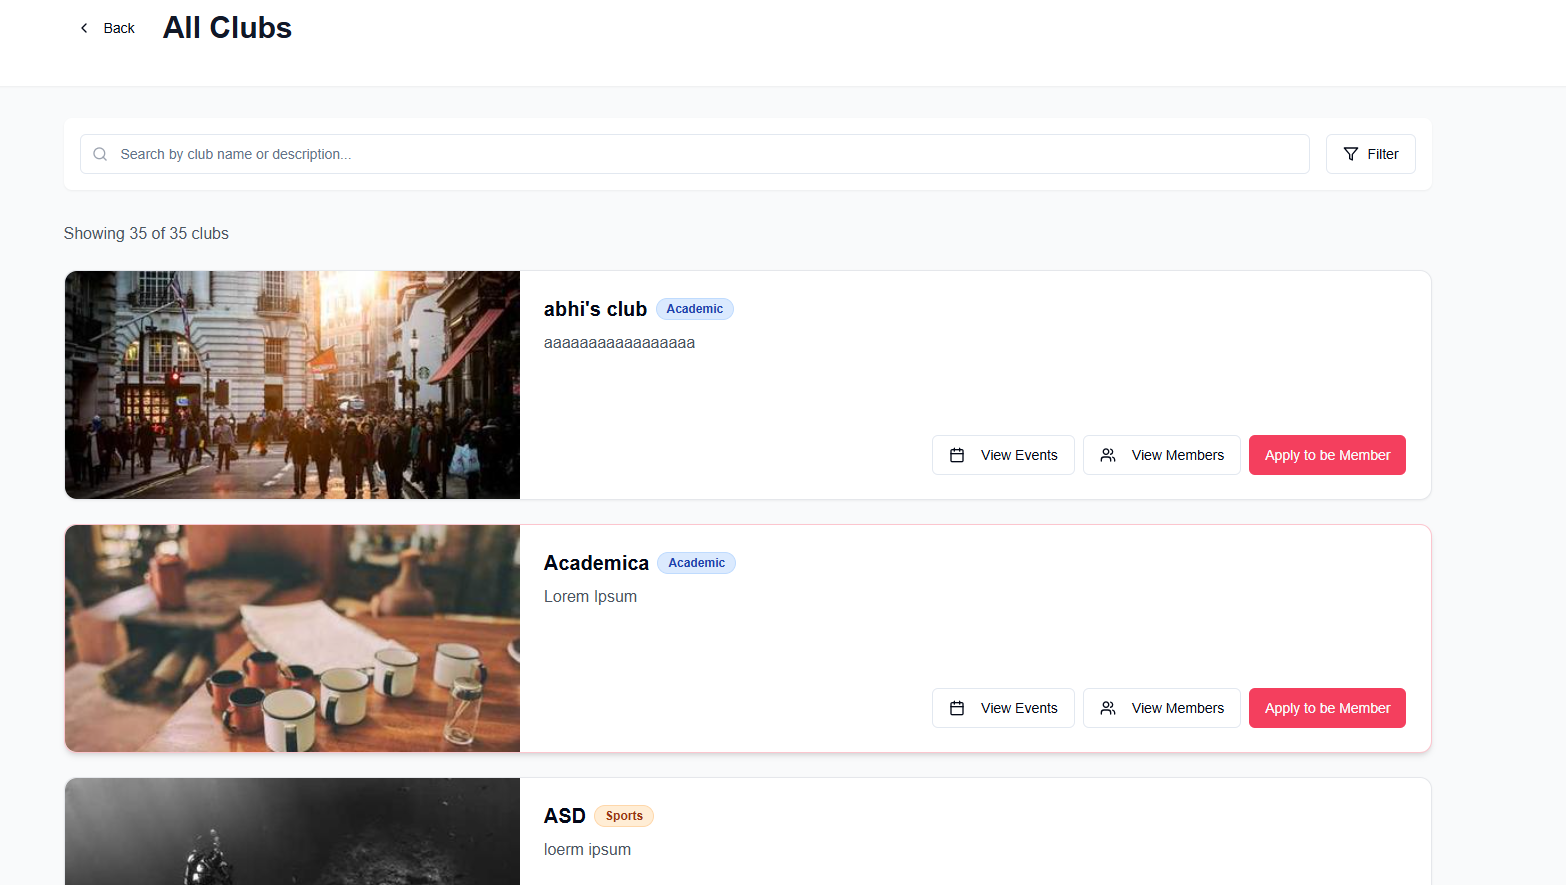 Back All Clubs
Search by club name or description... Filter
Showing 35 of 35 clubs
abhi's club Academic
aaaaaaaaaaaaaaaaa
View Events View Members Apply to be Member
Academica Academic
Lorem Ipsum
View Events View Members Apply to be Member
ASD Sports
loerm ipsum